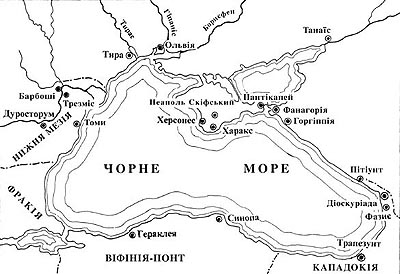 Тирас
Гіпаніс
Борисфен
Танаїс
Ольвія
Тира
Барбоші
Трезміс
Дуросторум
Томи
НИЖНЯ МЕЗІЯ
Неаполь Скіфський
Херсонес
Харакс
Пантікапей
Фанагорія
Горгіппія
ЧОРНЕ МОРЕ
Пітіунт
Діоскуріада
Фазис
Трапезунт
ФРАКІЯ
Гераклея
Синопа
ВІФІНІЯ-ПОНТ
КАПАДОКІЯ